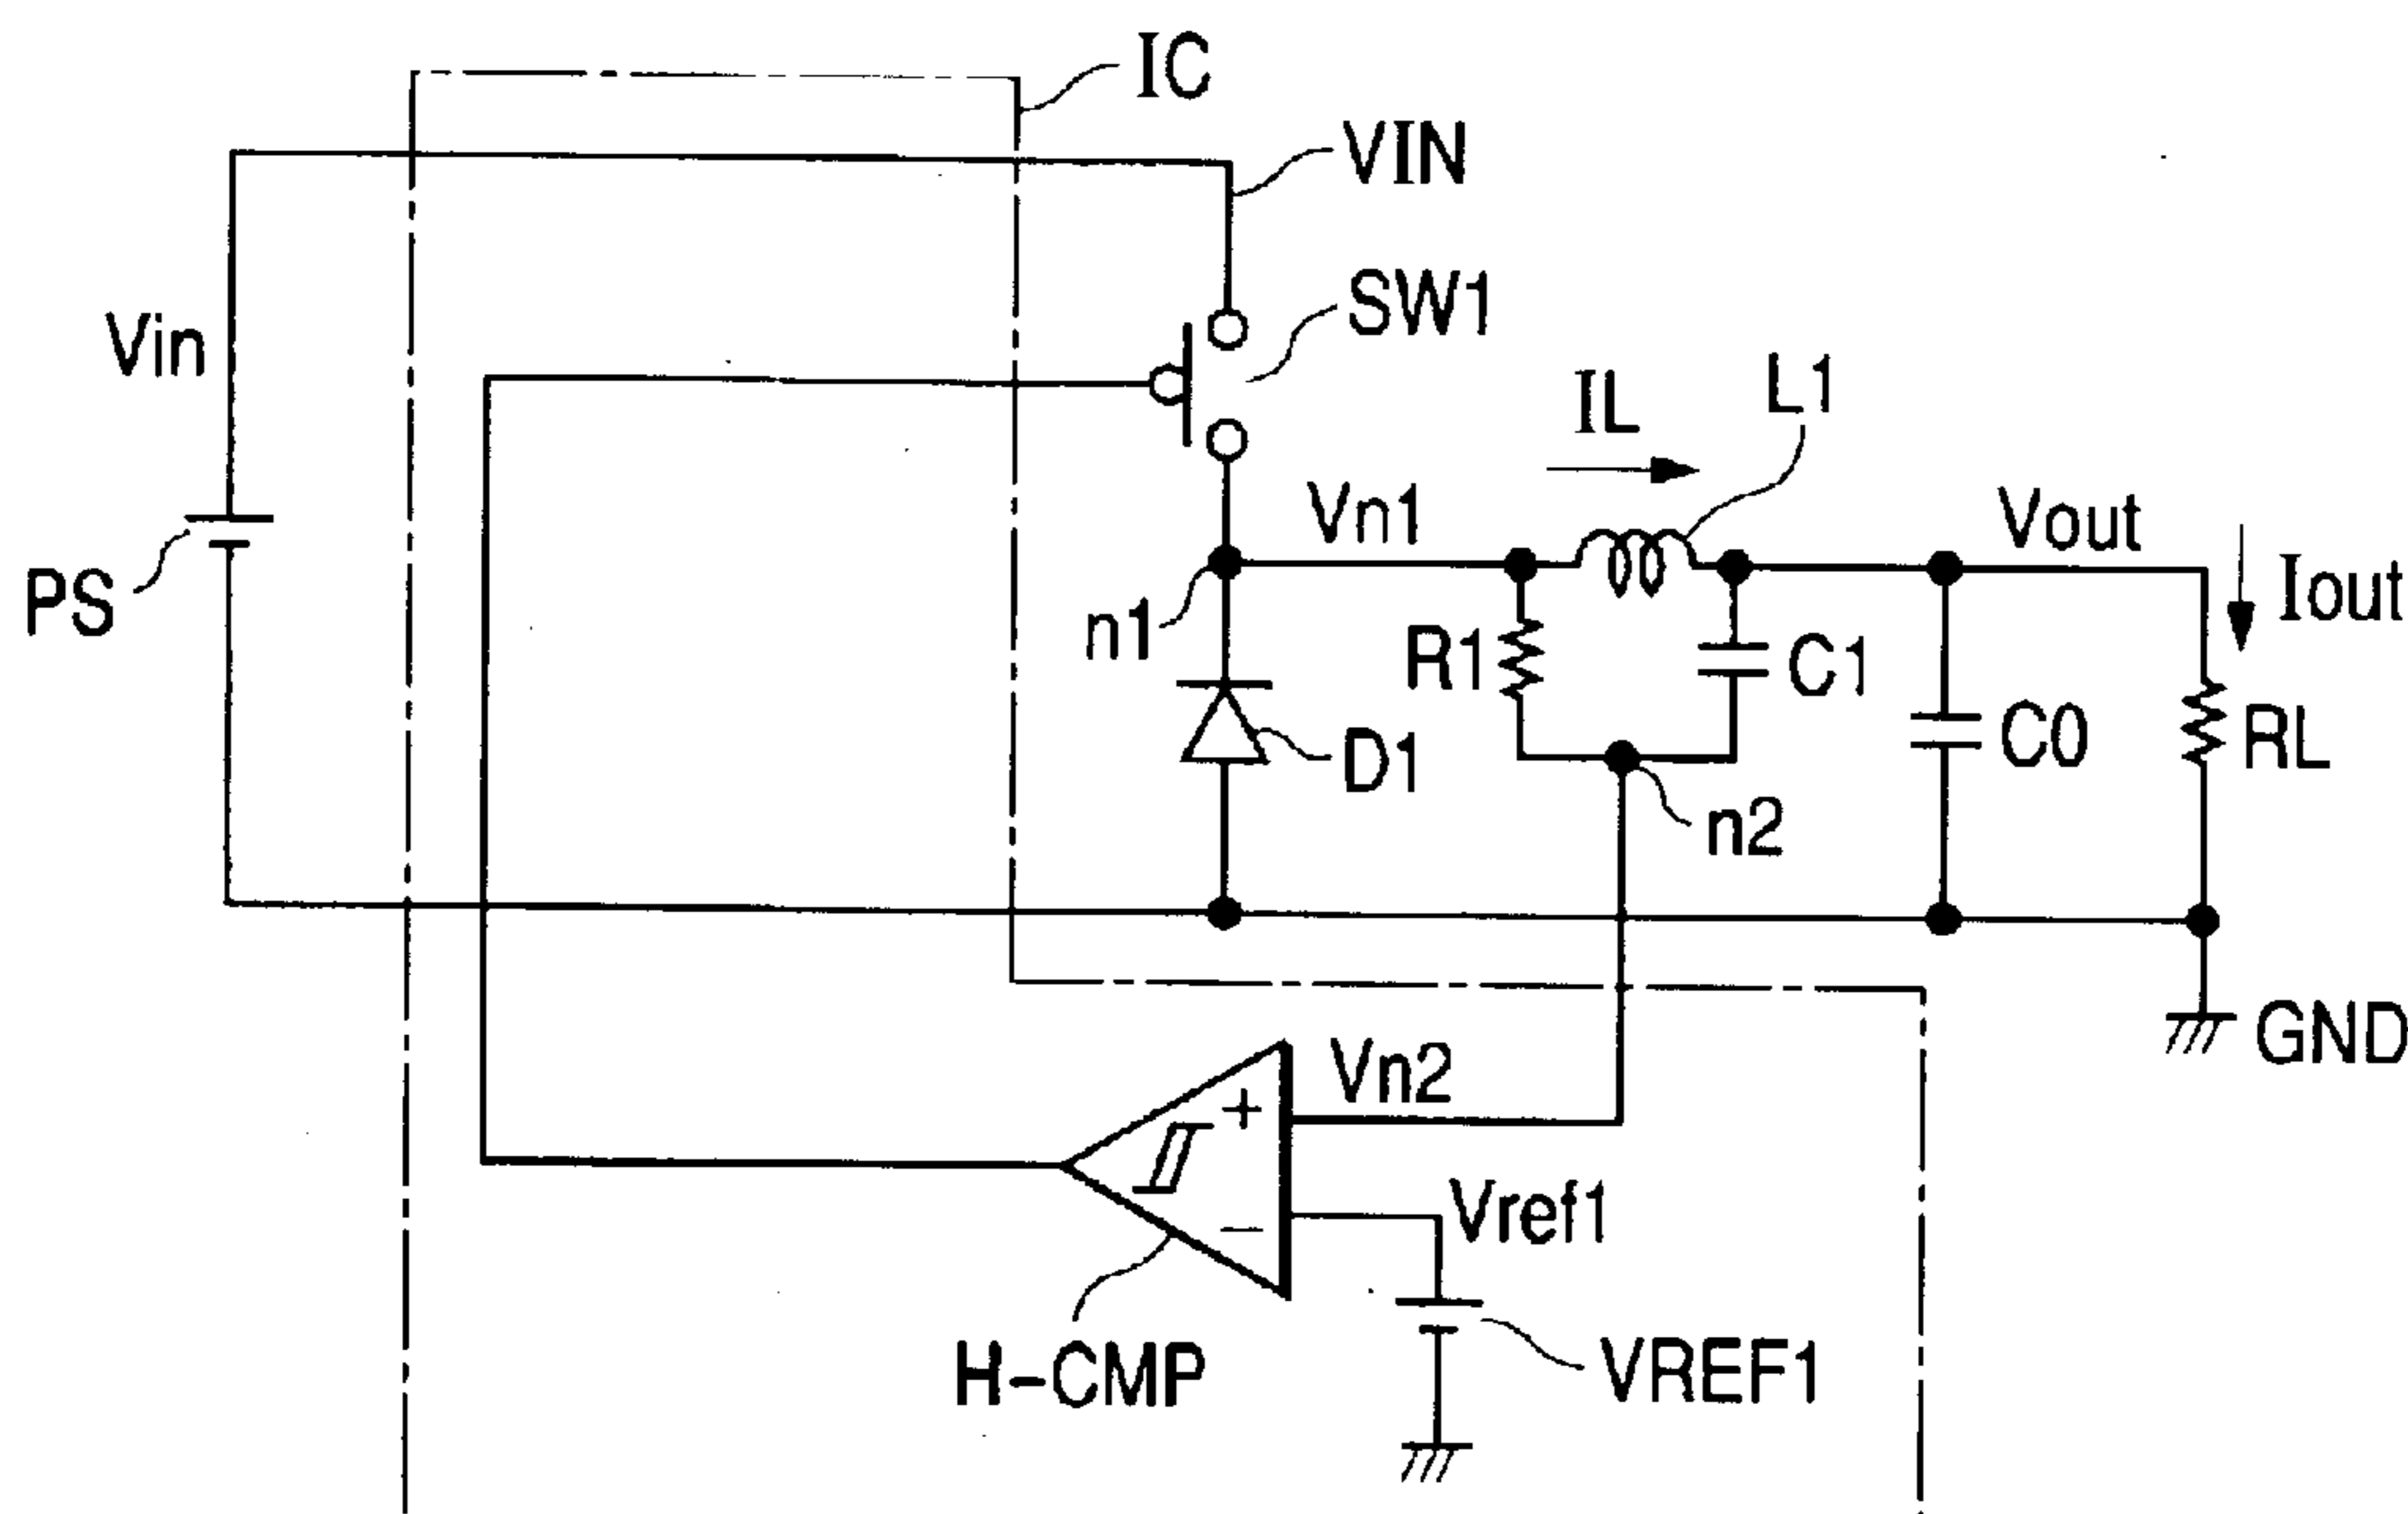 IC
VIN
SW1
Vin
L1
IL
Vn1
Vout
PS
n1
R1
C1
Iout
D1
C0
RL
n2
GND
+
Vn2
Vref1
−
H-CMP
VREF1